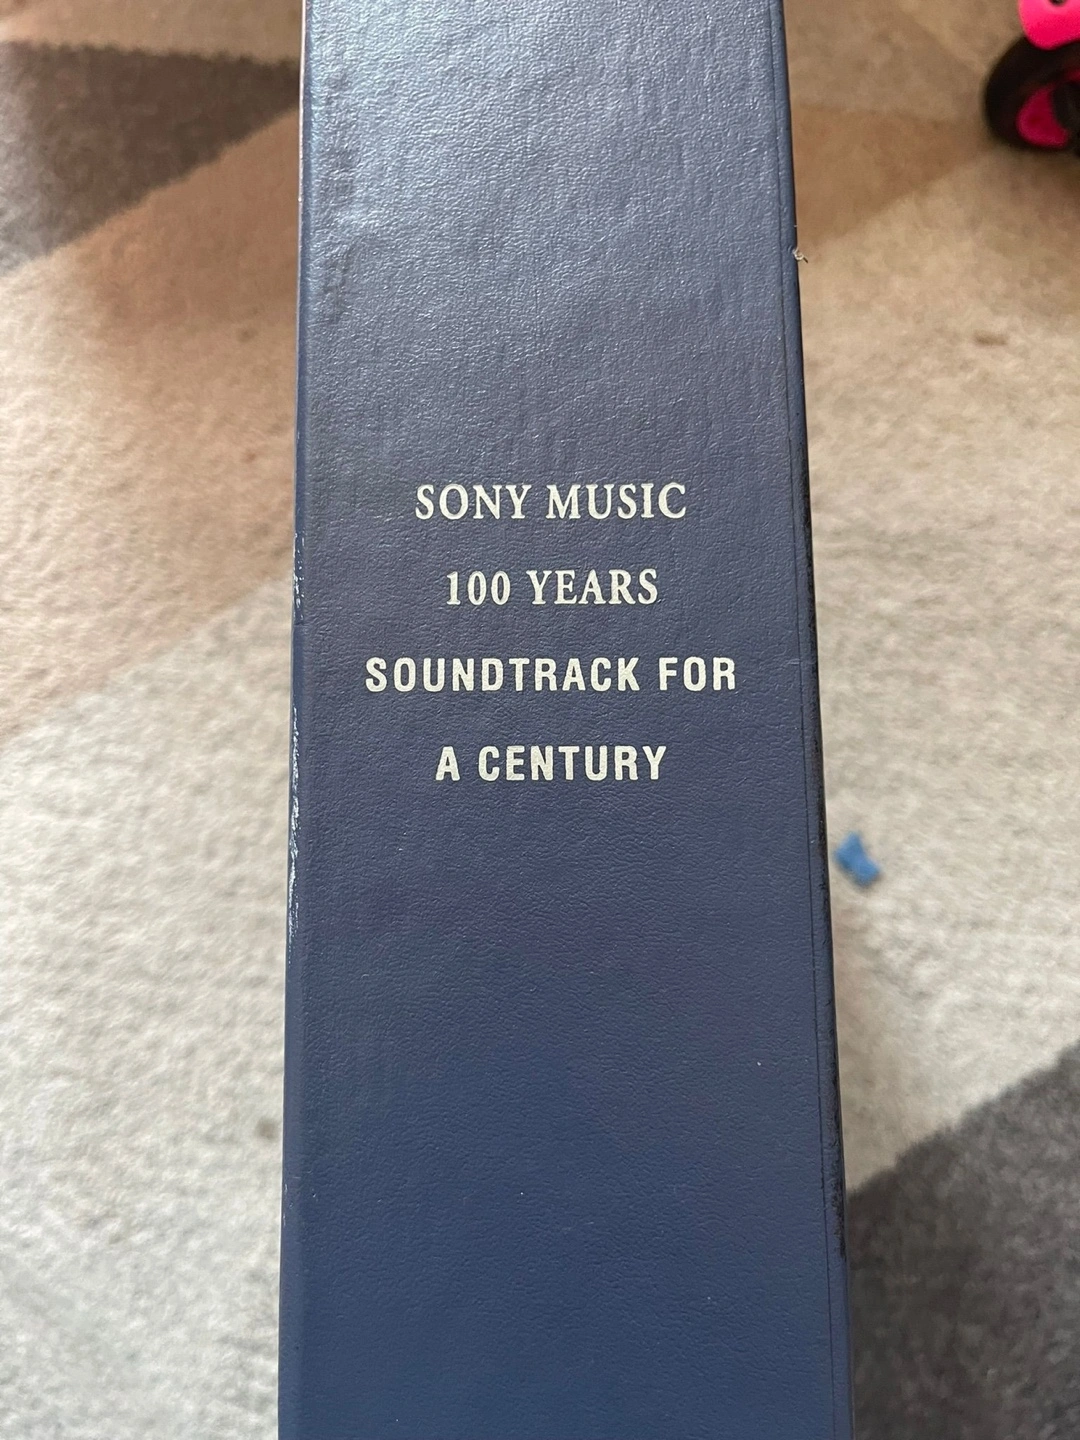 SONY MUSIC
100 YEARS
SOUNDTRACK FOR
A CENTURY